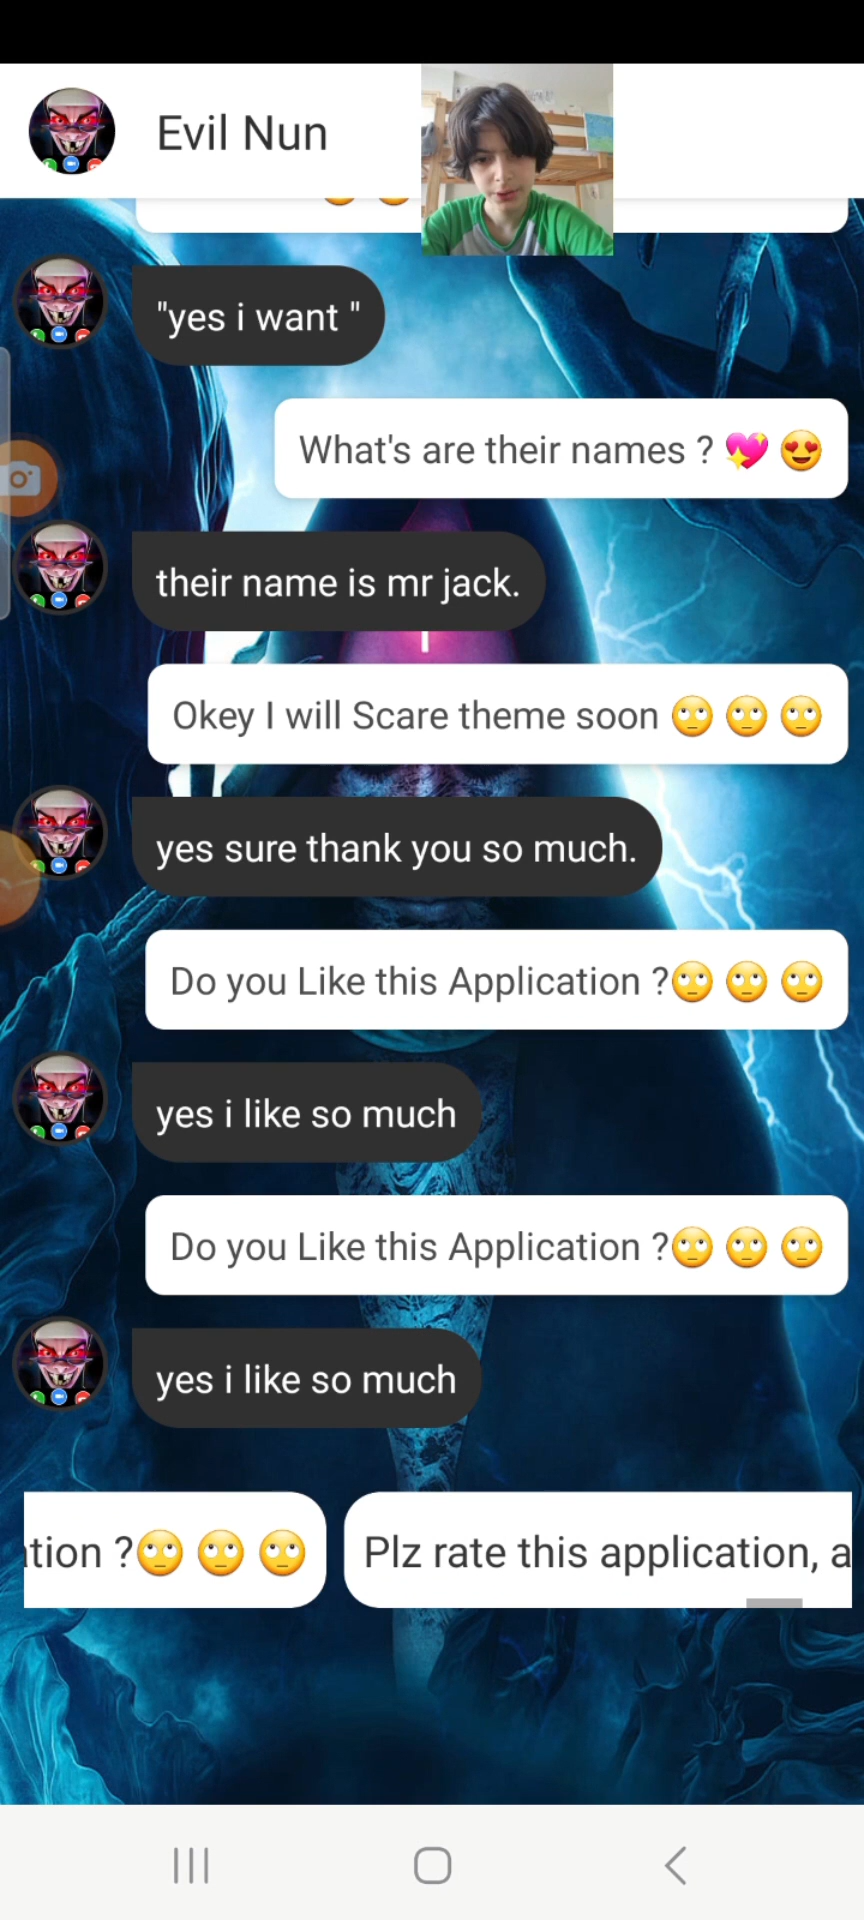 Evil Nun
"yes i want "
What's are their names ? 💖 😍
their name is mr jack.
Okey I will Scare theme soon 🙄 🙄 🙄
yes sure thank you so much.
Do you Like this Application ?🙄 🙄 🙄
yes i like so much
Do you Like this Application ?🙄 🙄 🙄
yes i like so much
tion ?🙄 🙄 🙄
Plz rate this application, a